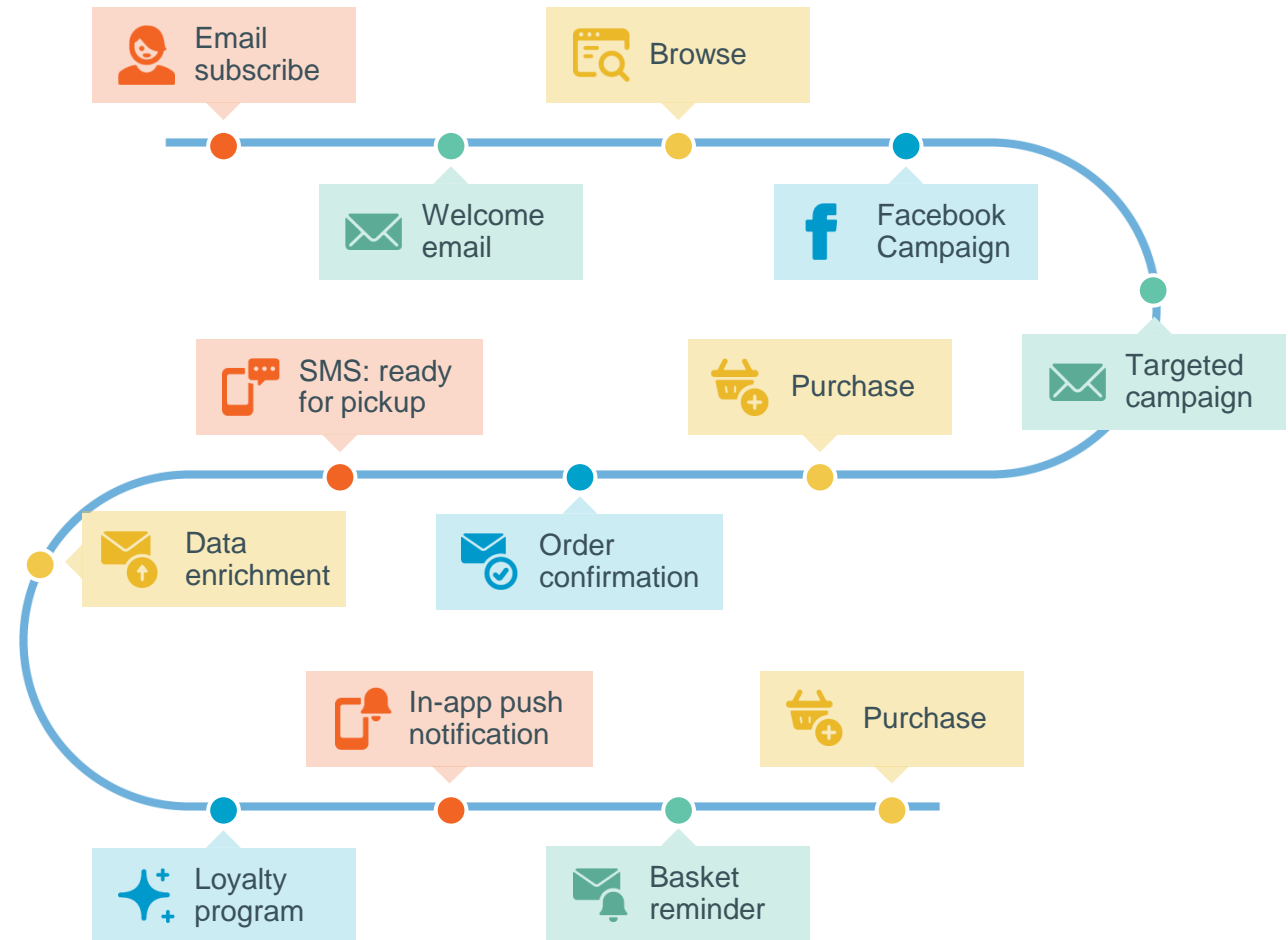 Email
subscribe
Browse
Welcome
email
Facebook
Campaign
SMS: ready
for pickup
Purchase
Targeted
campaign
Data
enrichment
Order
confirmation
In-app push
notification
Purchase
Loyalty
program
Basket
reminder